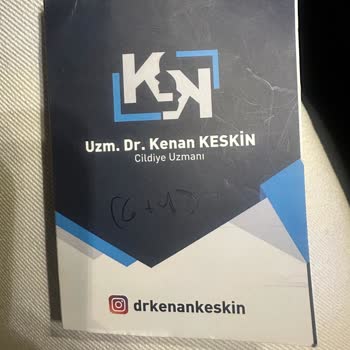 KK
Uzm. Dr. Kenan KESKİN
Cildiye Uzmanı
drkenankeskin